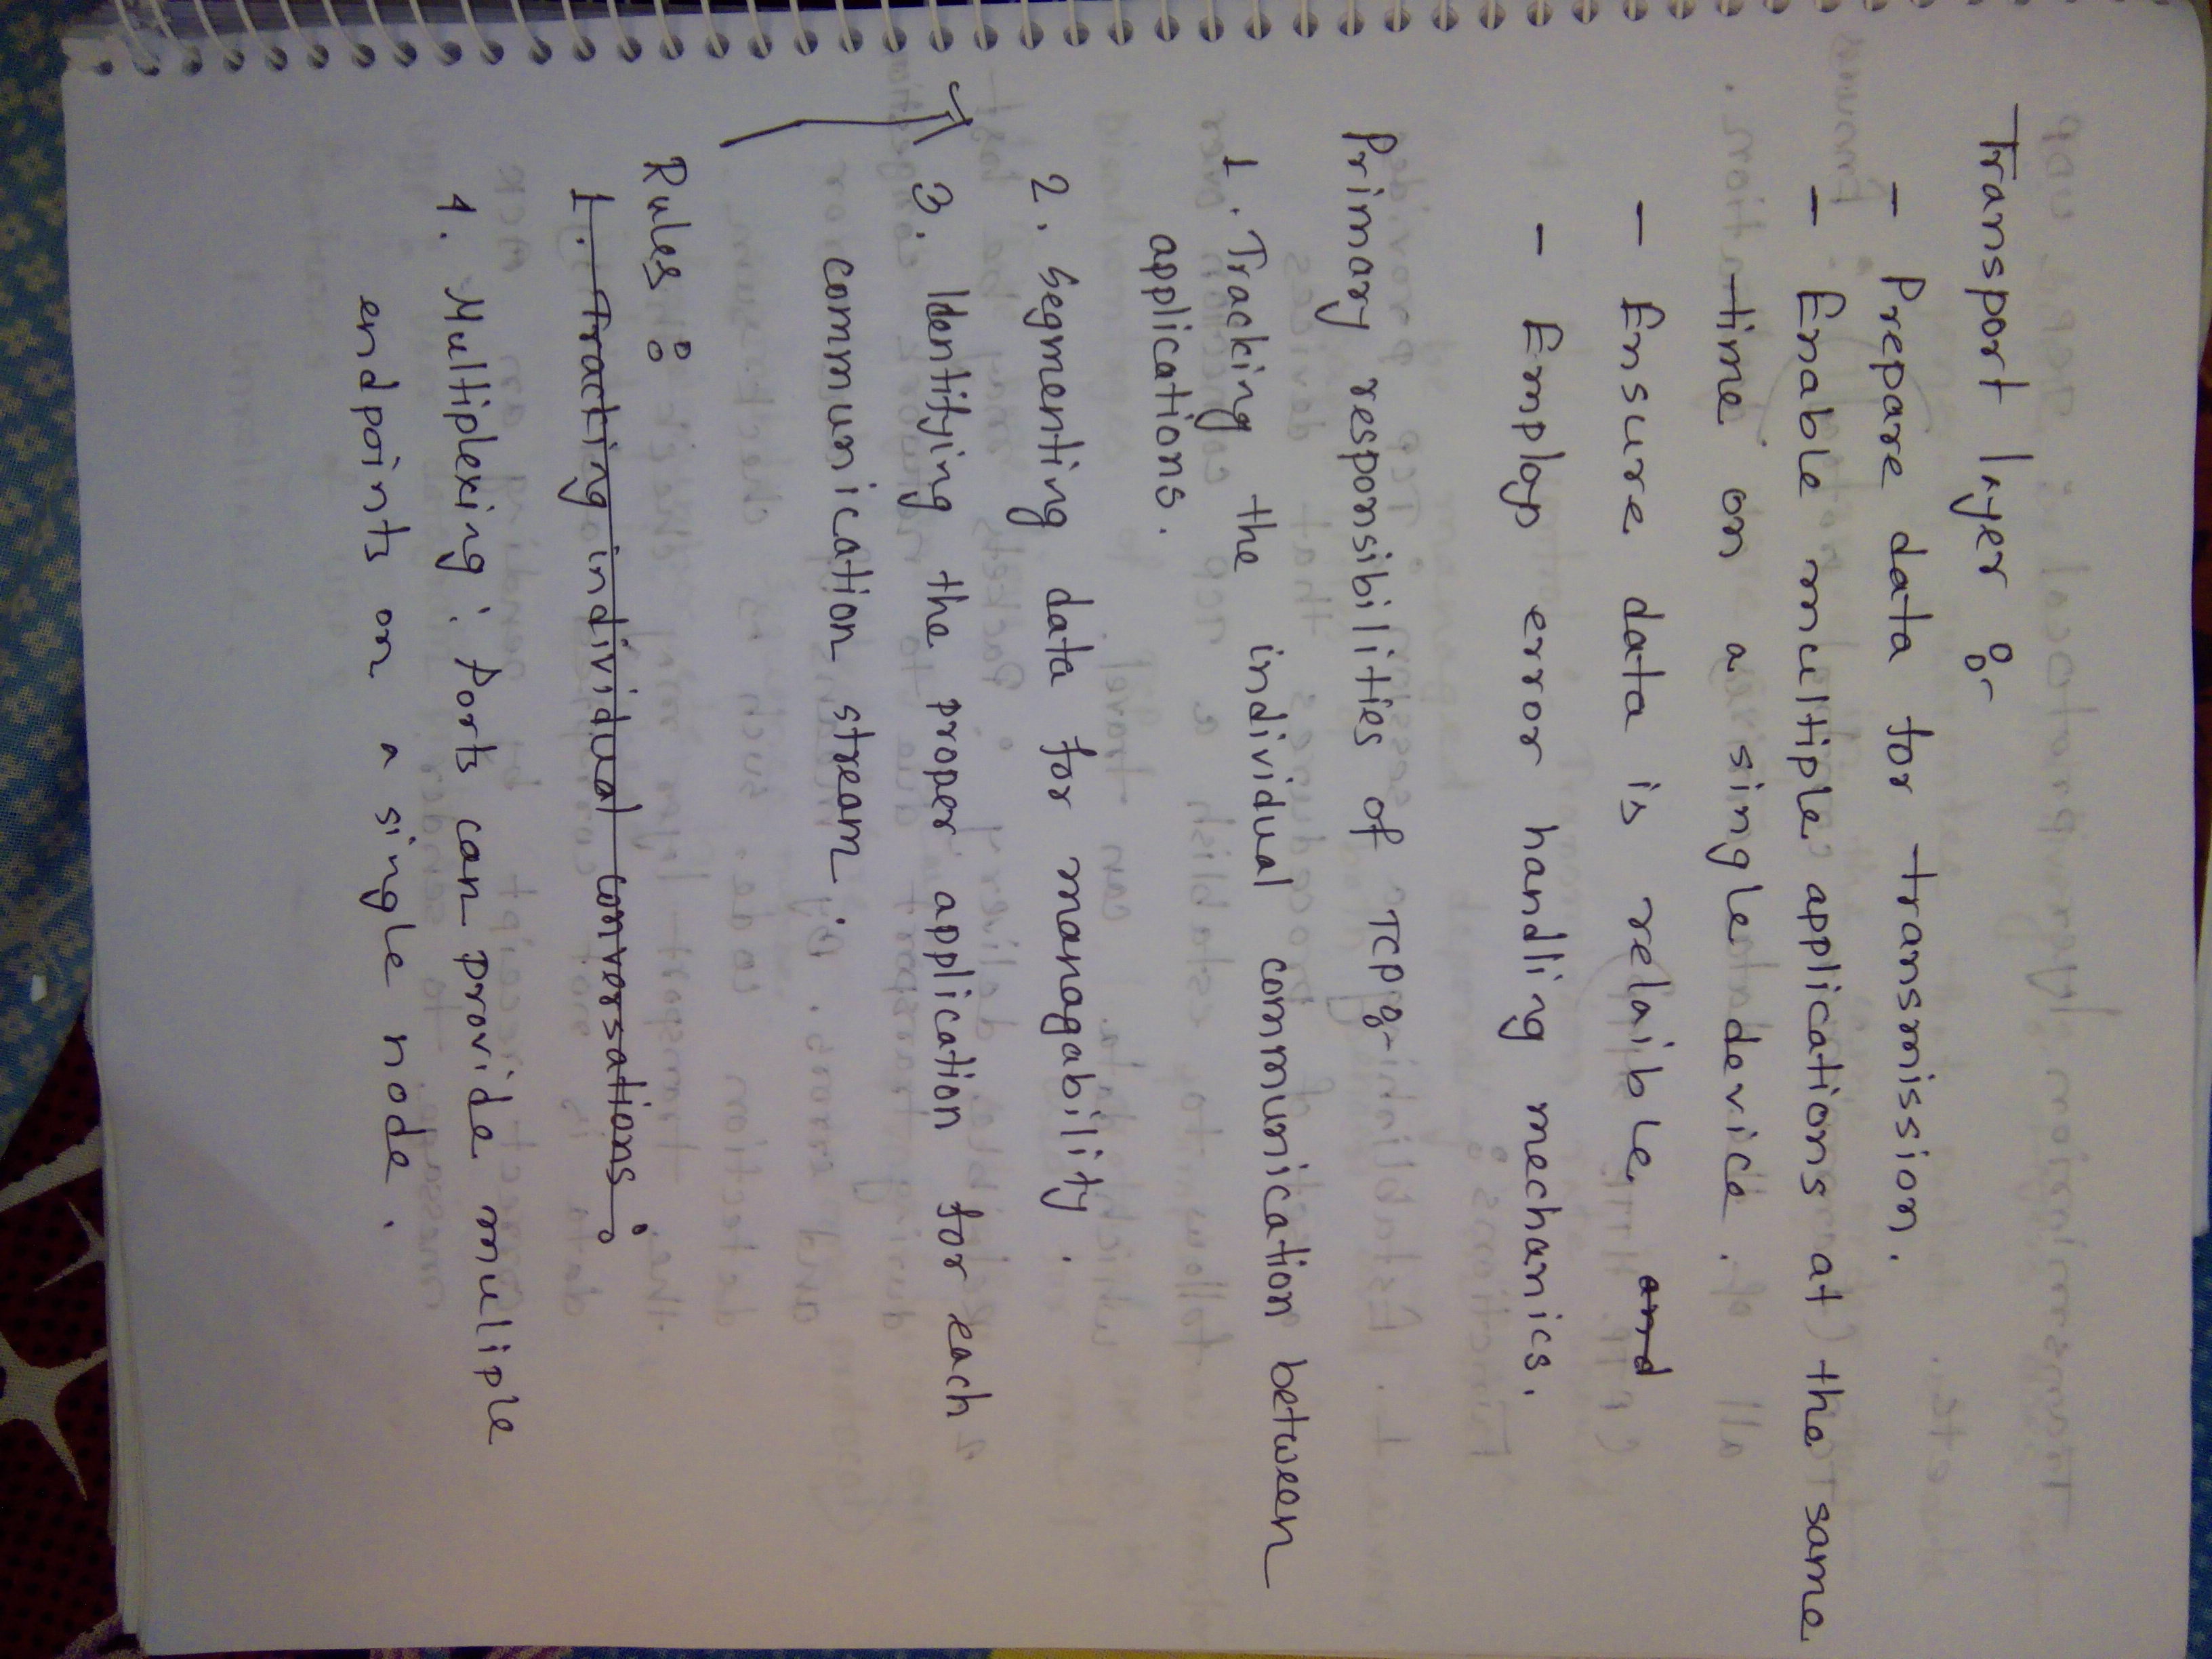 Transport layer :-
- Prepare data for transmission.
- Enable multiple applications at the same
time on a single device.
- Ensure data is relaible and
- Employs error handling mechanics.
Primary responsibilities of TCP :-
1. Tracking the individual communication between
applications.
2. Segmenting data for managability.
3. Identifying the proper application for each
communication stream.
Rules :
1. Tracking individual conversations :
1. Multiplexing : Ports can provide muliple
endpoints on a single node.